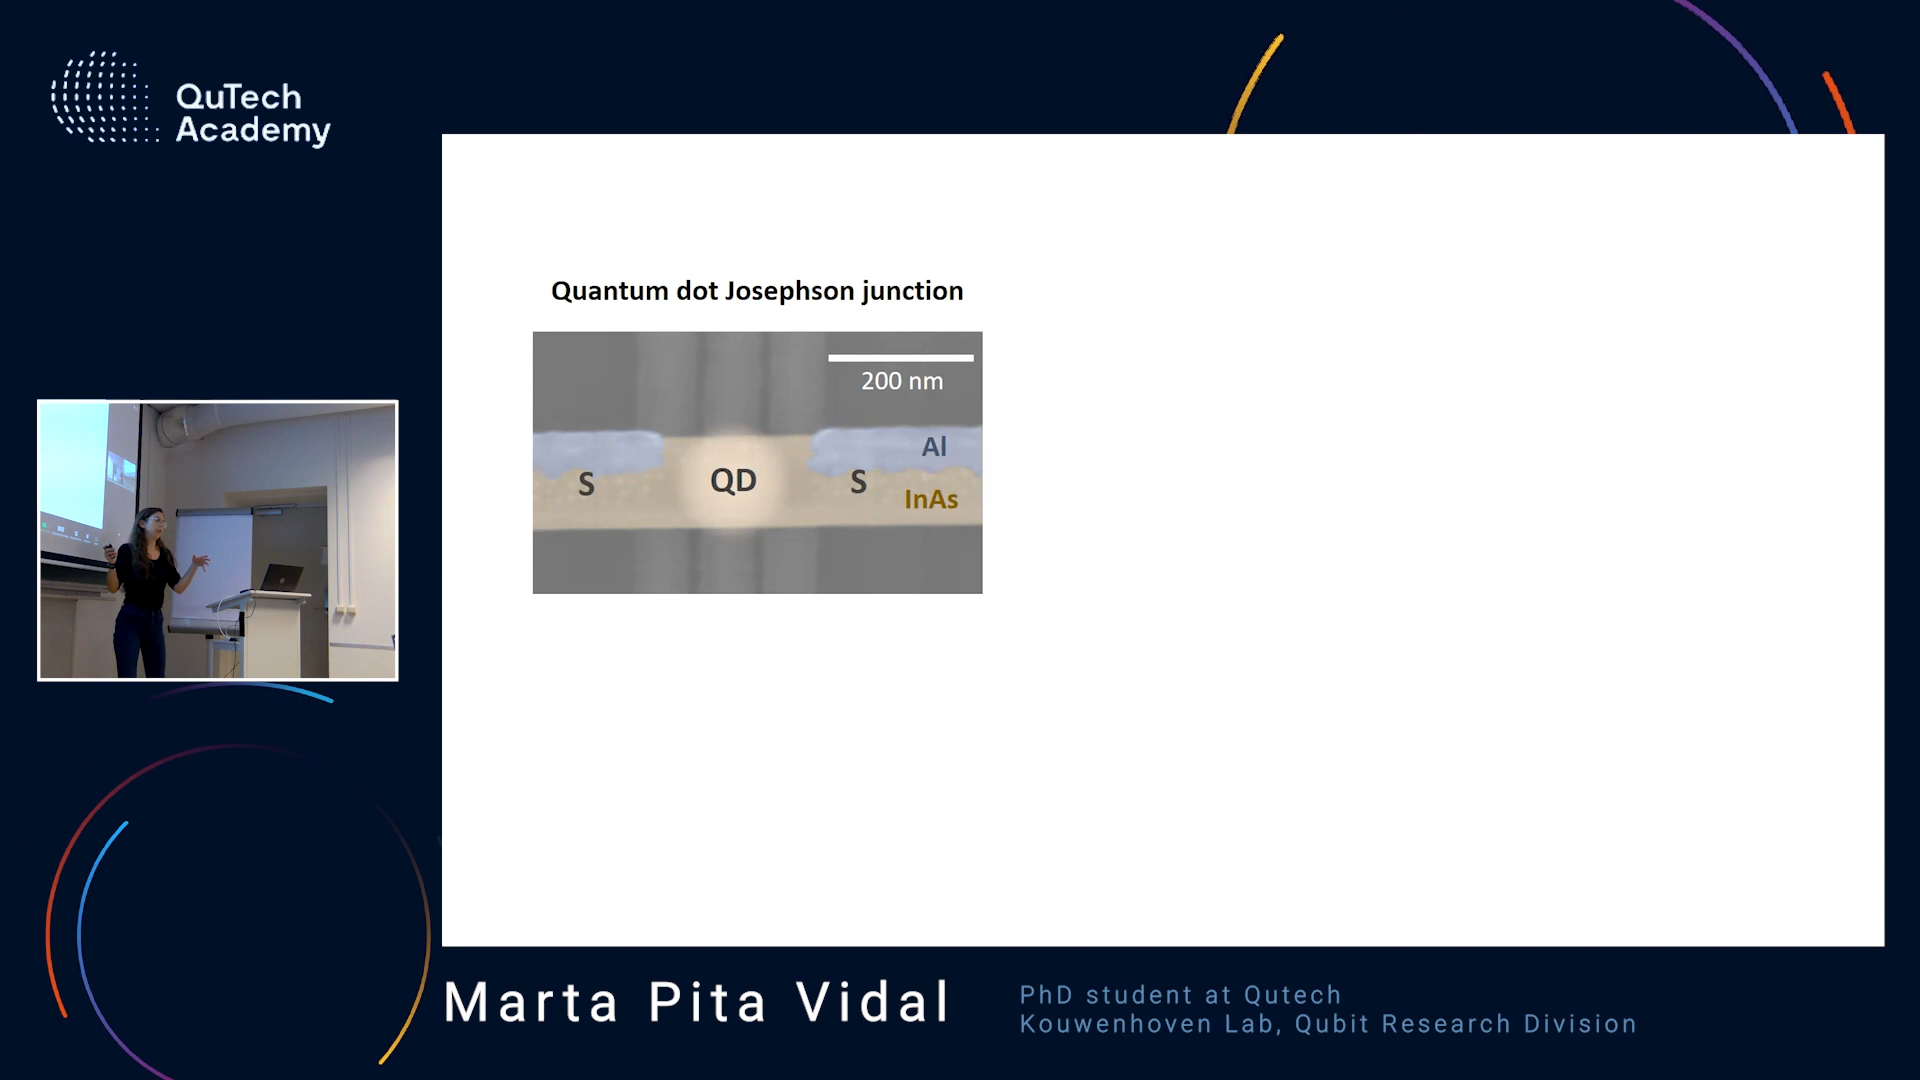 QuTech
Academy
Quantum dot Josephson junction
200 nm
Al
S
QD
S
InAs
Marta Pita Vidal
PhD student at Qutech
Kouwenhoven Lab, Qubit Research Division